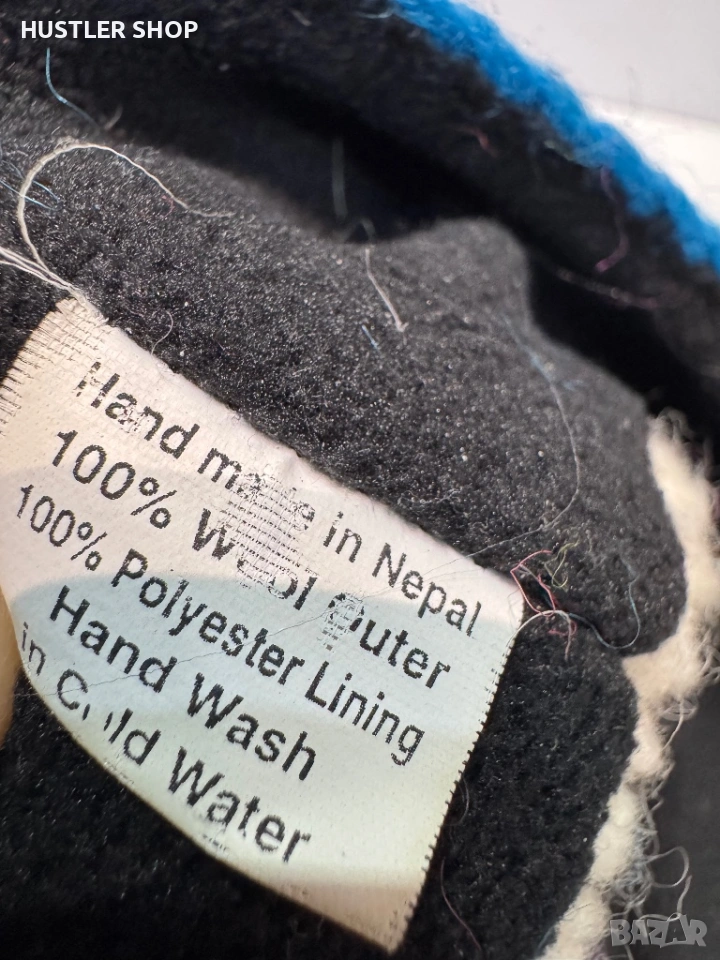 HUSTLER SHOP
Hand made in Nepal
100% Wool Outer
100% Polyester Lining
Hand Wash
in Cold Water
BAZAR